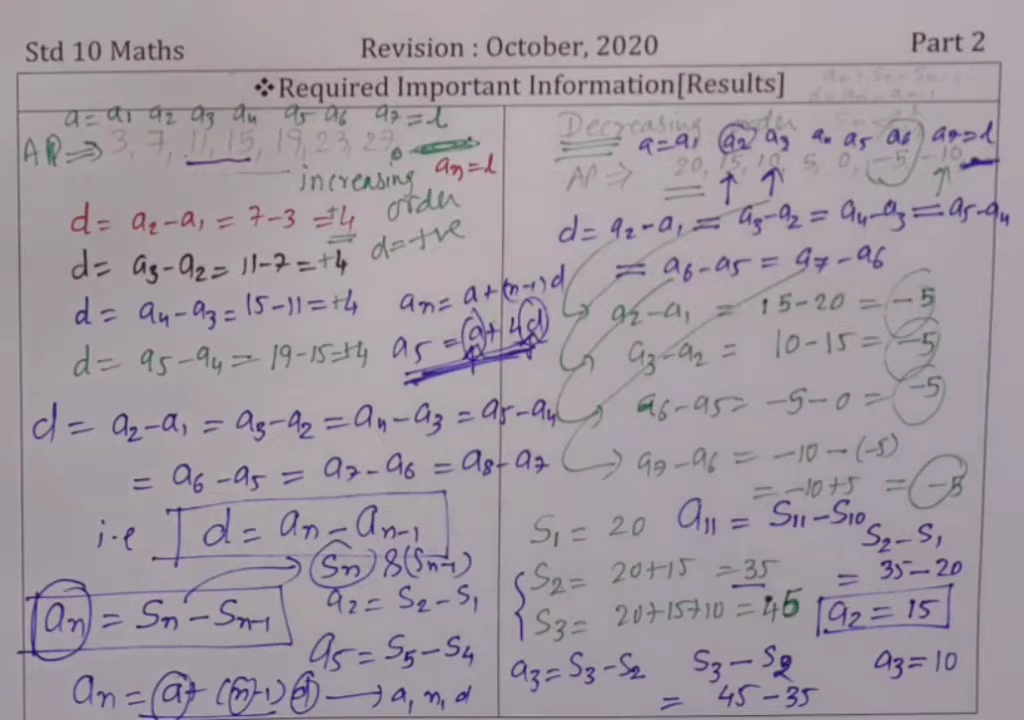 Std 10 Maths Revision : October, 2020 Part 2
❖Required Important Information[Results]
a = a1 a2 a3 a4 a5 a6 a7 = l
AP ⇒ 3, 7, 11, 15, 19, 23, 27
an = l
increasing order
d = a2 - a1 = 7 - 3 = +4
d = +ve
d = a3 - a2 = 11 - 7 = +4
d = a4 - a3 = 15 - 11 = +4
an = a + (n-1) d
d = a5 - a4 = 19 - 15 = +4
a5 = a + 4d
d = a2 - a1 = a3 - a2 = a4 - a3 = a5 - a4
= a6 - a5 = a7 - a6 = a8 - a7
i.e d = an - an-1
(Sn) & (Sn-1)
an = Sn - Sn-1
a2 = S2 - S1
a5 = S5 - S4
an = a + (n-1) d → a, n, d
an = Sn - Sn-1
Decreasing order
a = a1 a2 a3 a4 a5 a6 a7 = l
AP ⇒ 20, 15, 10, 5, 0, -5, -10
d = a2 - a1 = a3 - a2 = a4 - a3 = a5 - a4
= a6 - a5 = a7 - a6
a2 - a1 = 15 - 20 = -5
a3 - a2 = 10 - 15 = -5
a6 - a5 = -5 - 0 = -5
a7 - a6 = -10 - (-5)
= -10 + 5 = -5
S1 = 20 a11 = S11 - S10
S2 - S1
S2 = 20+15 = 35 = 35 - 20
S3 = 20+15+10 = 45 a2 = 15
a3 = S3 - S2 S3 - S2 a3 = 10
= 45 - 35